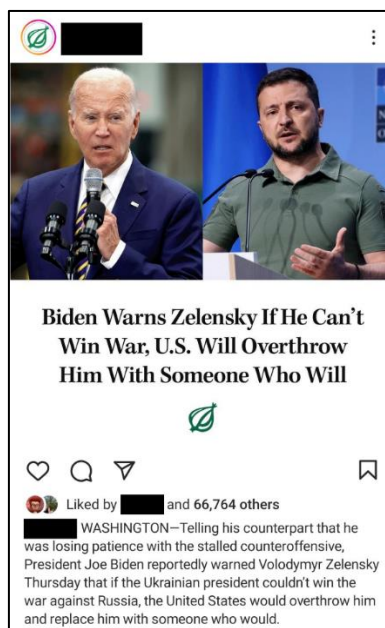 Biden Warns Zelensky If He Can't
Win War, U.S. Will Overthrow
Him With Someone Who Will
Liked by and 66,764 others
WASHINGTON—Telling his counterpart that he
was losing patience with the stalled counteroffensive,
President Joe Biden reportedly warned Volodymyr Zelensky
Thursday that if the Ukrainian president couldn't win the
war against Russia, the United States would overthrow him
and replace him with someone who would.